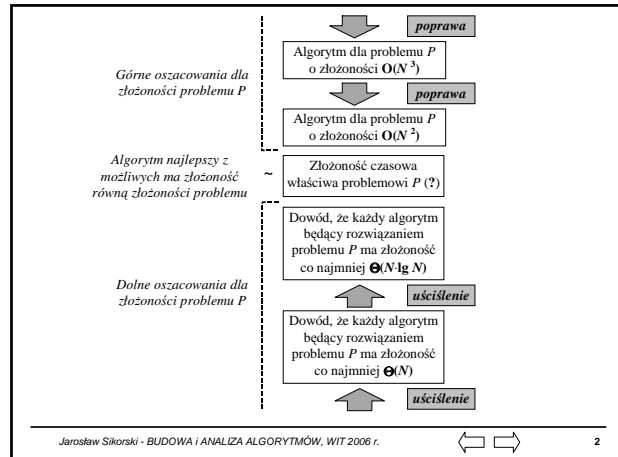 poprawa
Algorytm dla problemu P
o złożoności O(N ³)
Górne oszacowania dla
złożoności problemu P
poprawa
Algorytm dla problemu P
o złożoności O(N ²)
Algorytm najlepszy z
możliwych ma złożoność
równą złożoności problemu
~
Złożoność czasowa
właściwa problemowi P (?)
Dowód, że każdy algorytm
będący rozwiązaniem
problemu P ma złożoność
co najmniej Θ(N·lg N)
Dolne oszacowania dla
złożoności problemu P
uściślenie
Dowód, że każdy algorytm
będący rozwiązaniem
problemu P ma złożoność
co najmniej Θ(N)
uściślenie
Jarosław Sikorski - BUDOWA i ANALIZA ALGORYTMÓW, WIT 2006 r.
2